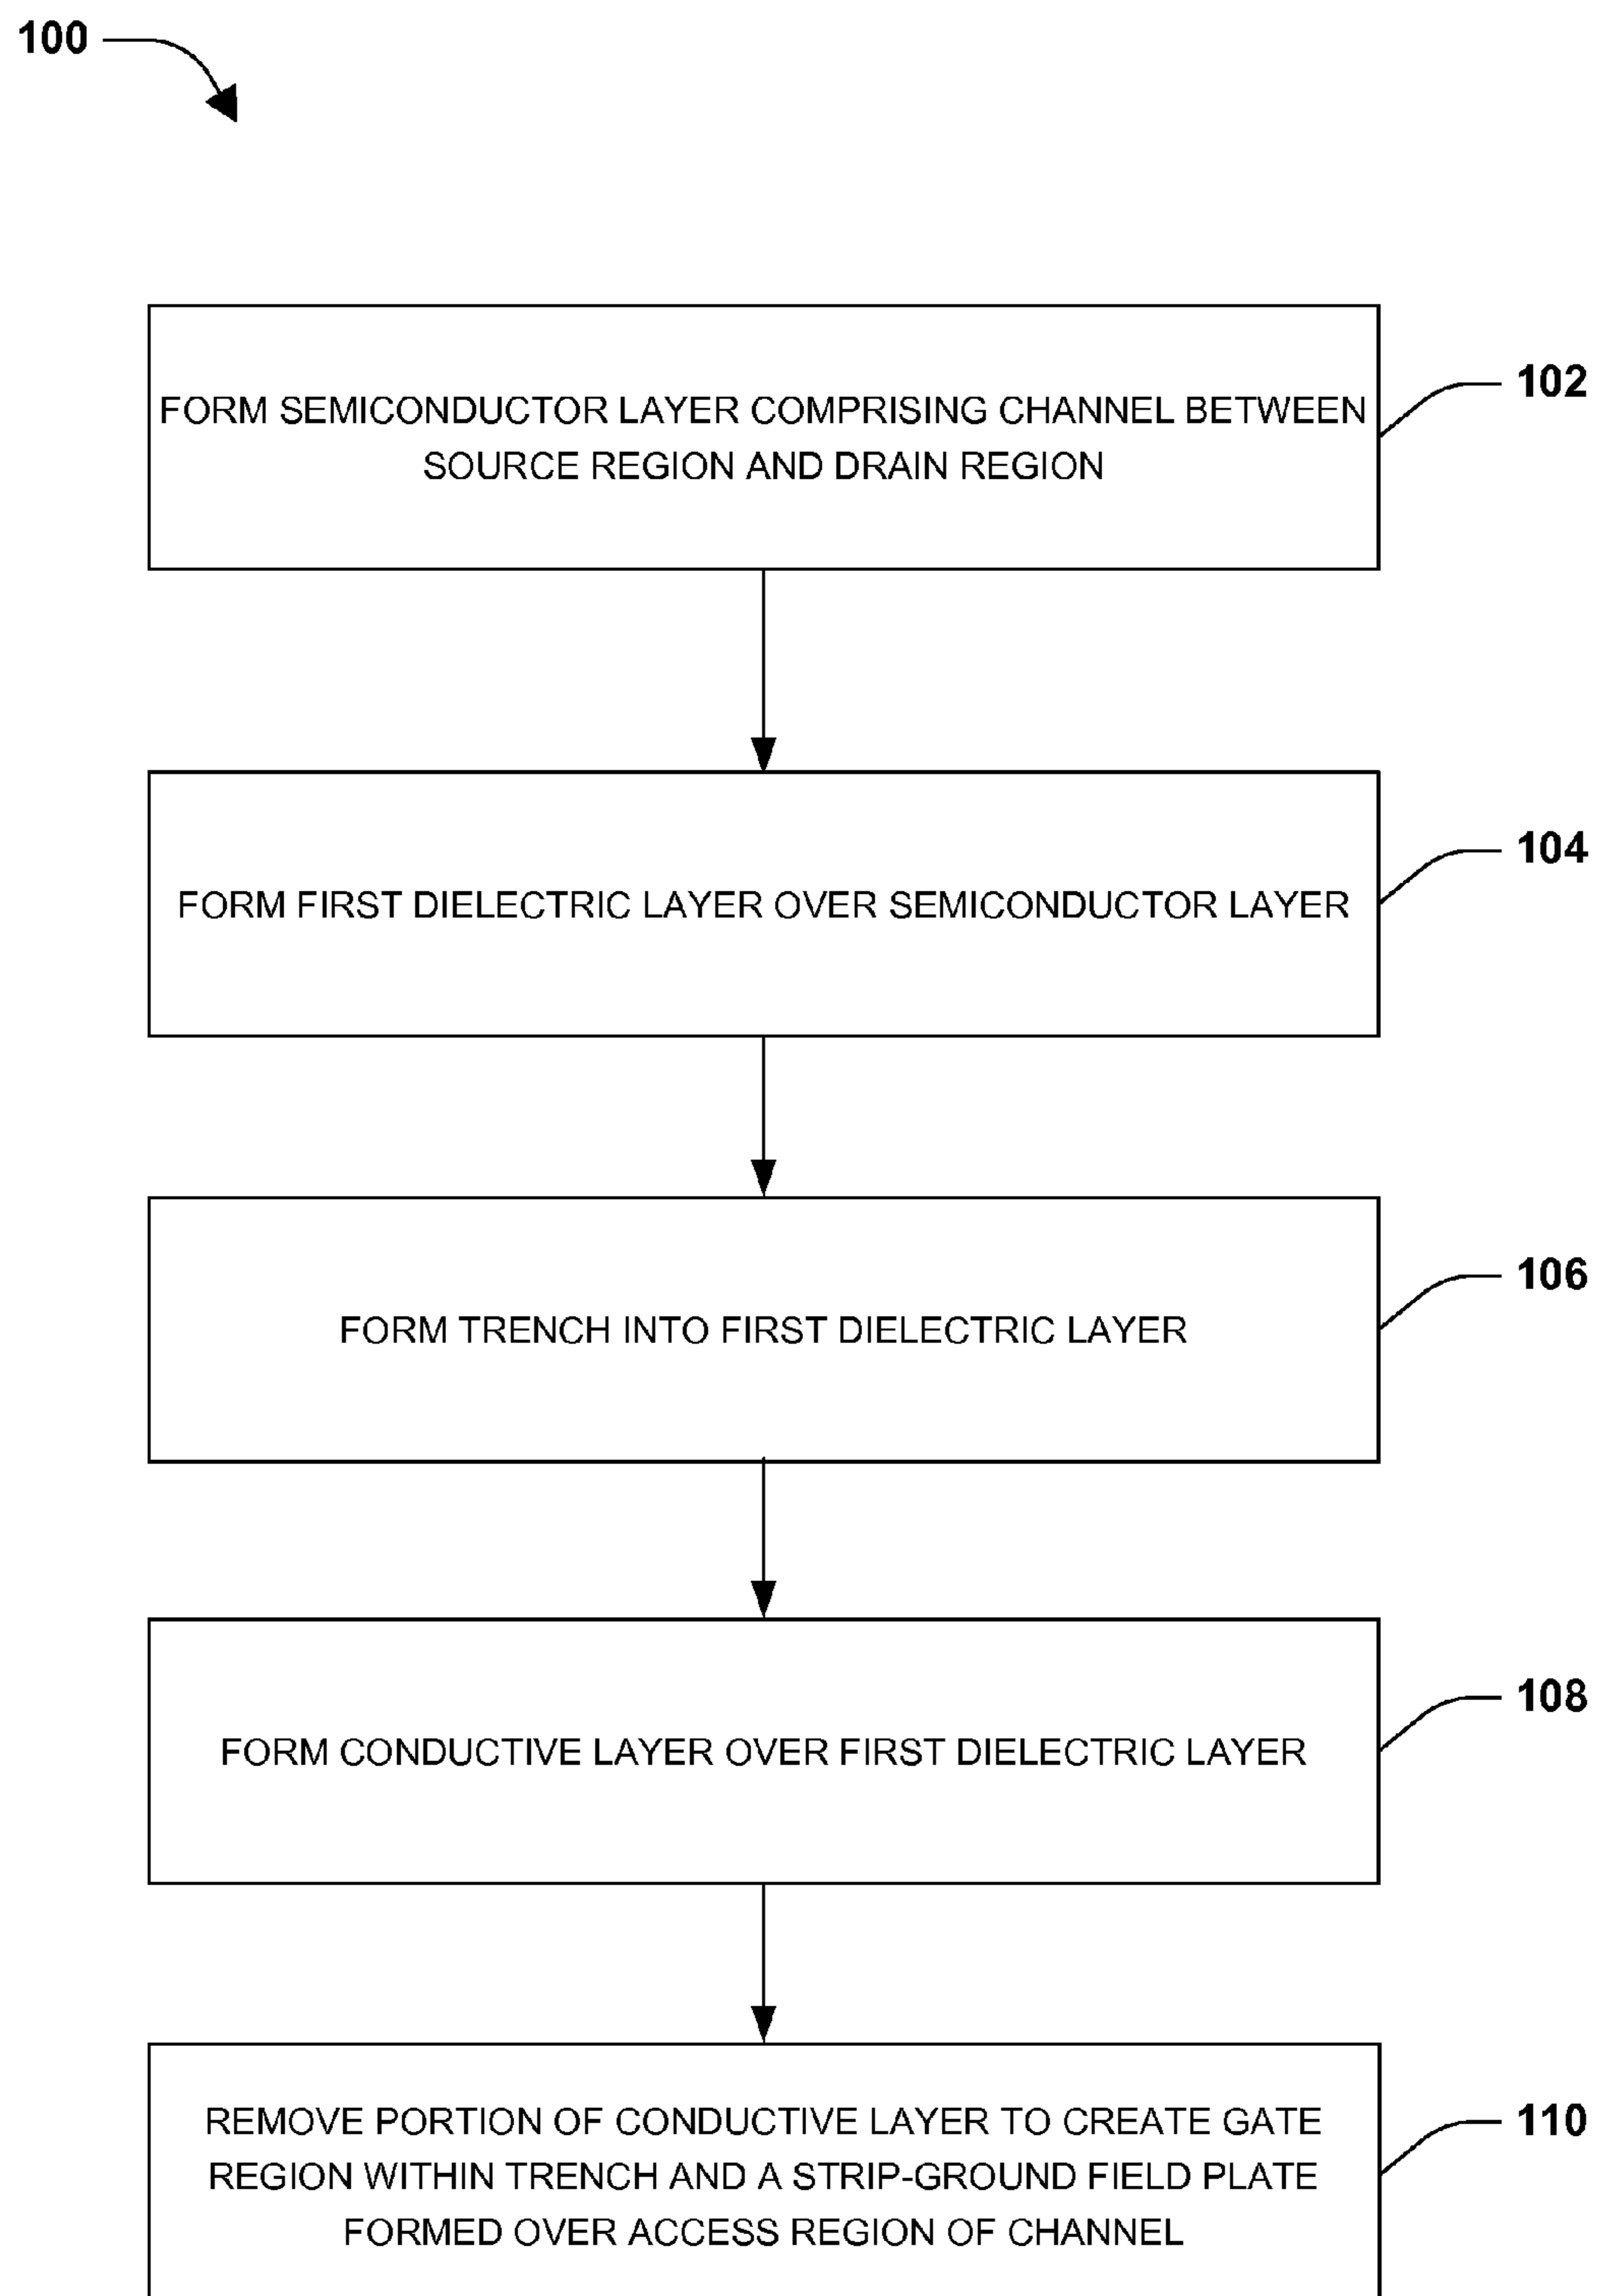 100
FORM SEMICONDUCTOR LAYER COMPRISING CHANNEL BETWEEN
SOURCE REGION AND DRAIN REGION
102
FORM FIRST DIELECTRIC LAYER OVER SEMICONDUCTOR LAYER
104
FORM TRENCH INTO FIRST DIELECTRIC LAYER
106
FORM CONDUCTIVE LAYER OVER FIRST DIELECTRIC LAYER
108
REMOVE PORTION OF CONDUCTIVE LAYER TO CREATE GATE
REGION WITHIN TRENCH AND A STRIP-GROUND FIELD PLATE
FORMED OVER ACCESS REGION OF CHANNEL
110